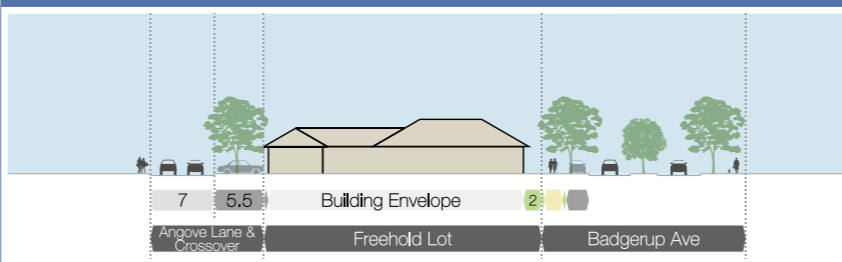 7
5.5
Building Envelope
2
Angove Lane &
Crossover
Freehold Lot
Badgerup Ave